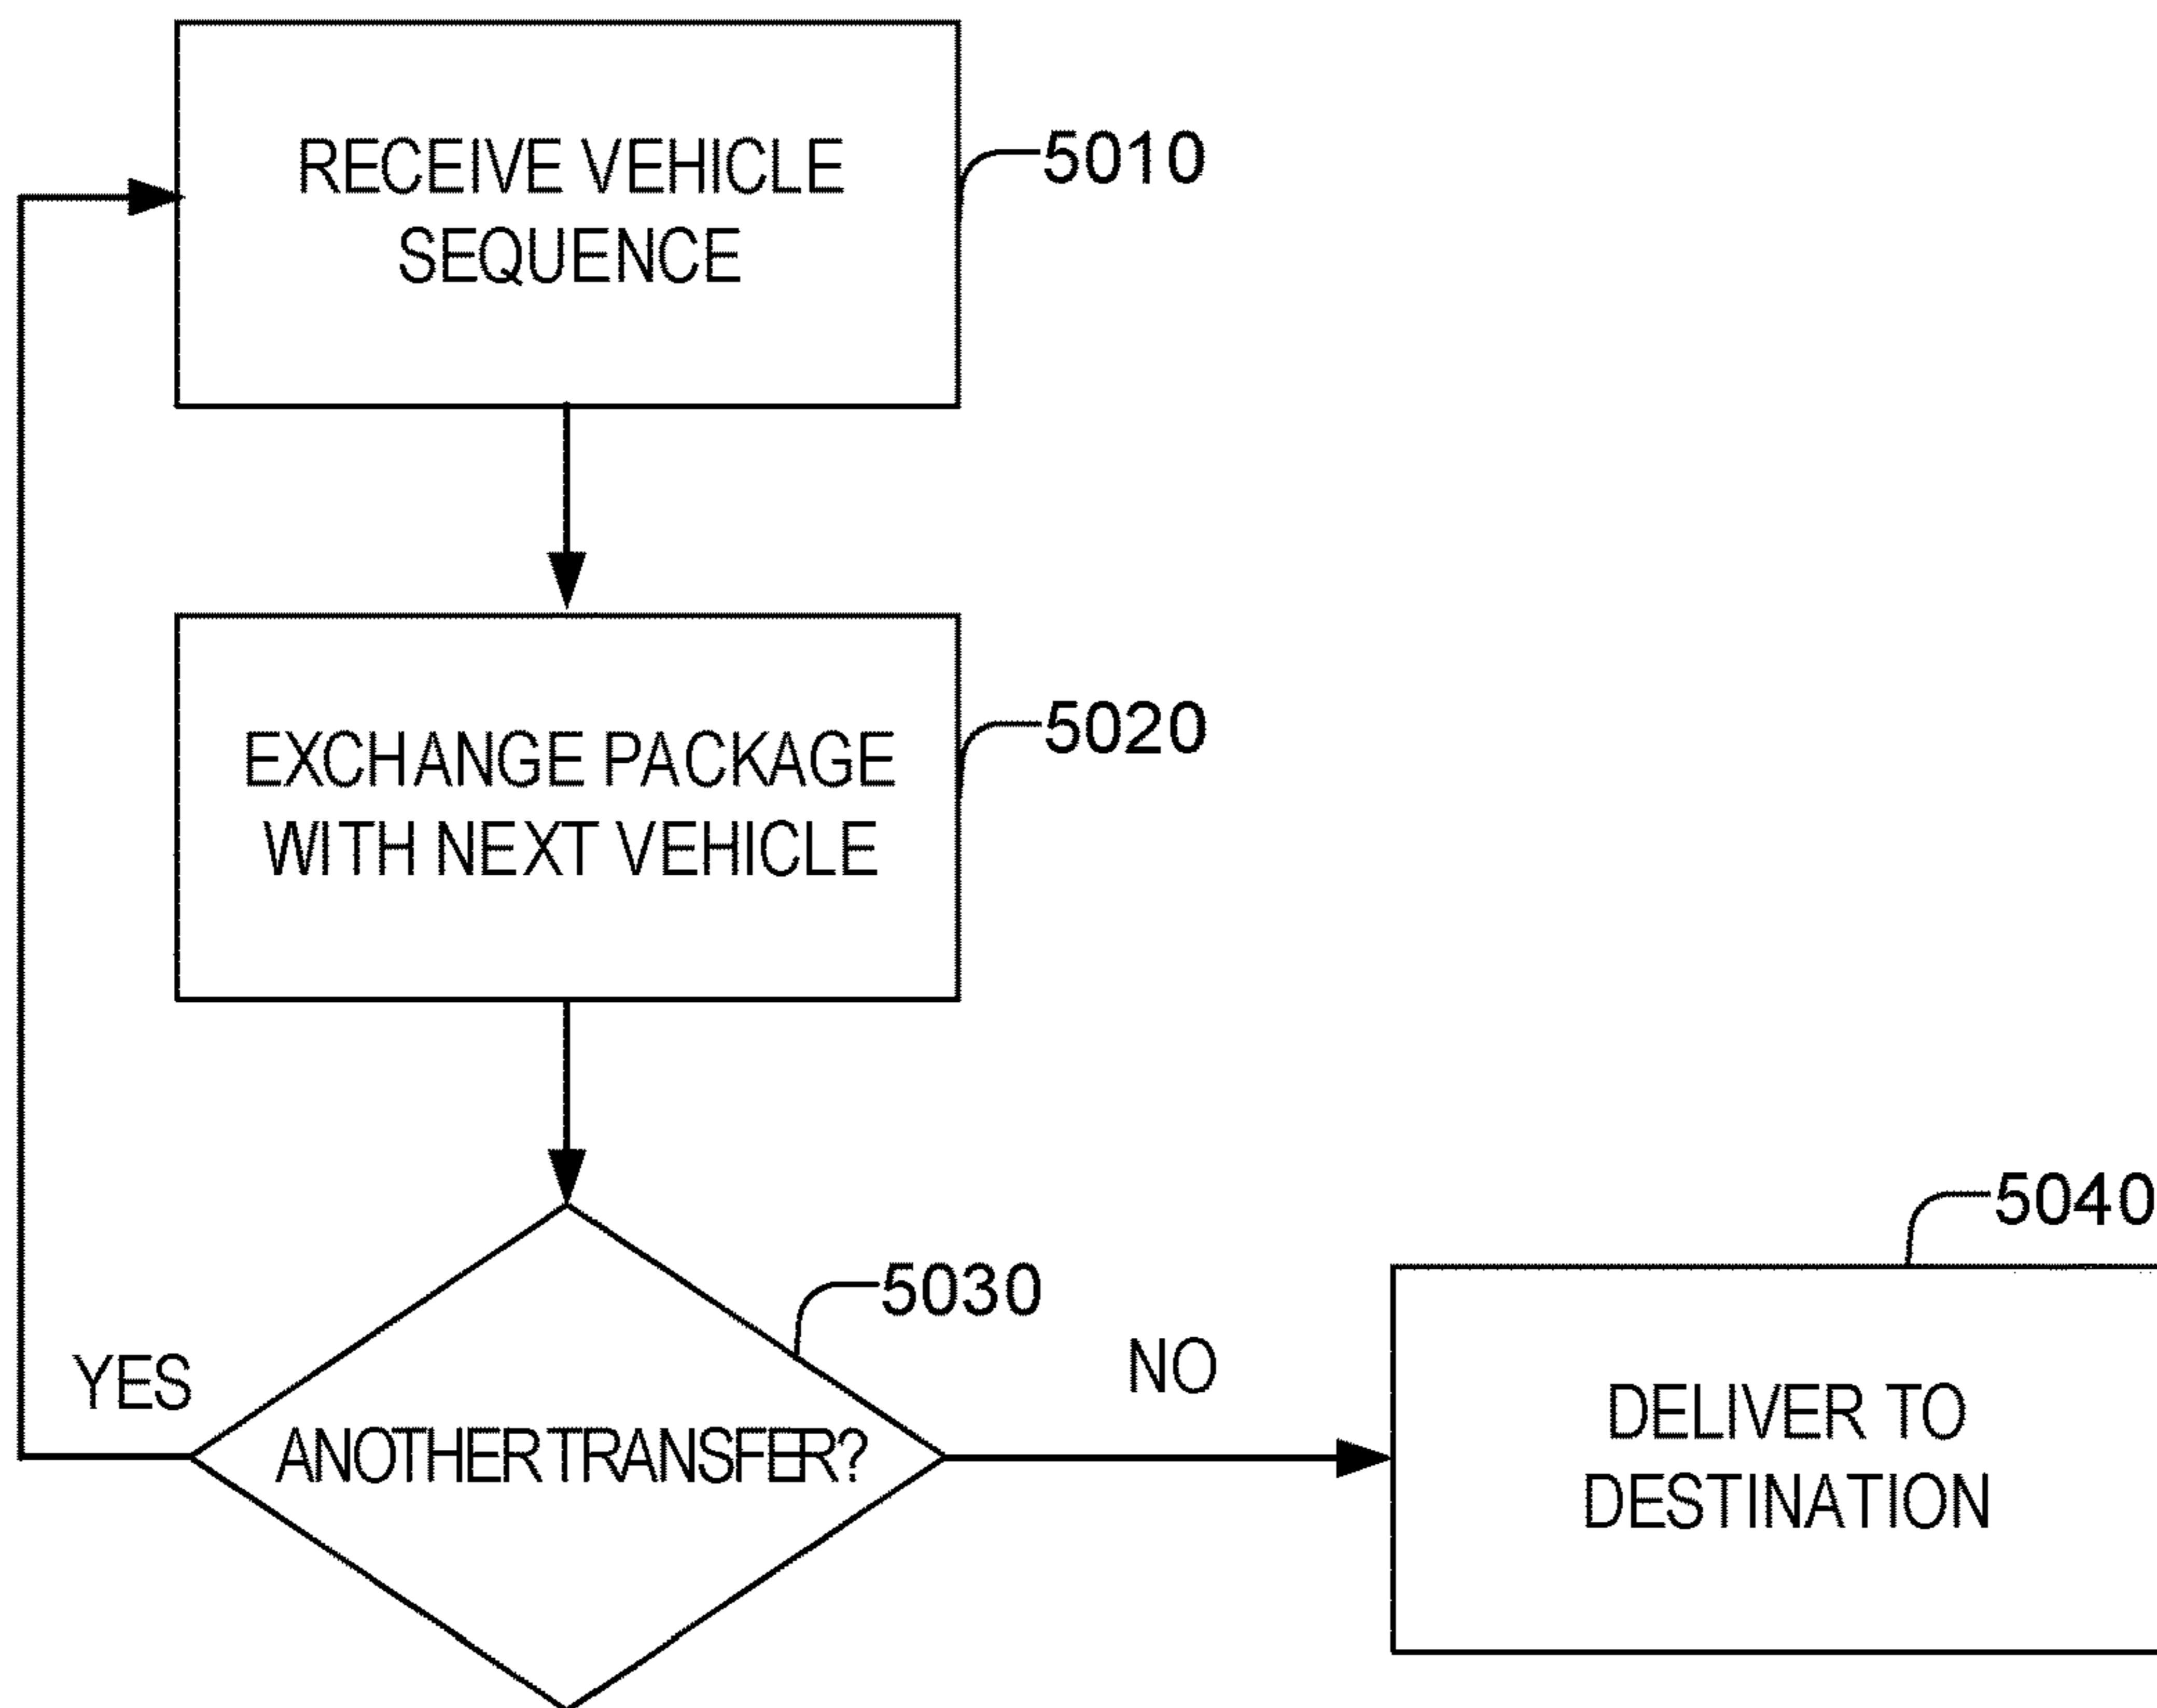 RECEIVE VEHICLE
SEQUENCE
5010
EXCHANGE PACKAGE
WITH NEXT VEHICLE
5020
5030
ANOTHER TRANSFER?
YES
NO
5040
DELIVER TO
DESTINATION